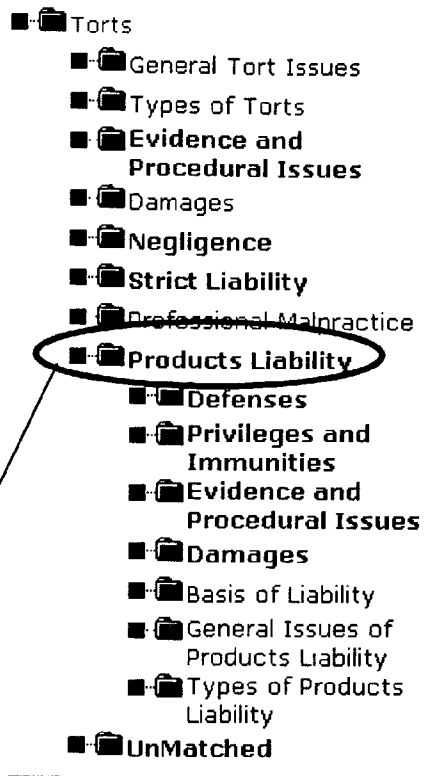 Torts
General Tort Issues
Types of Torts
Evidence and
Procedural Issues
Damages
Negligence
Strict Liability
Professional Malpractice
Products Liability
Defenses
Privileges and
Immunities
Evidence and
Procedural Issues
Damages
Basis of Liability
General Issues of
Products Liability
Types of Products
Liability
UnMatched